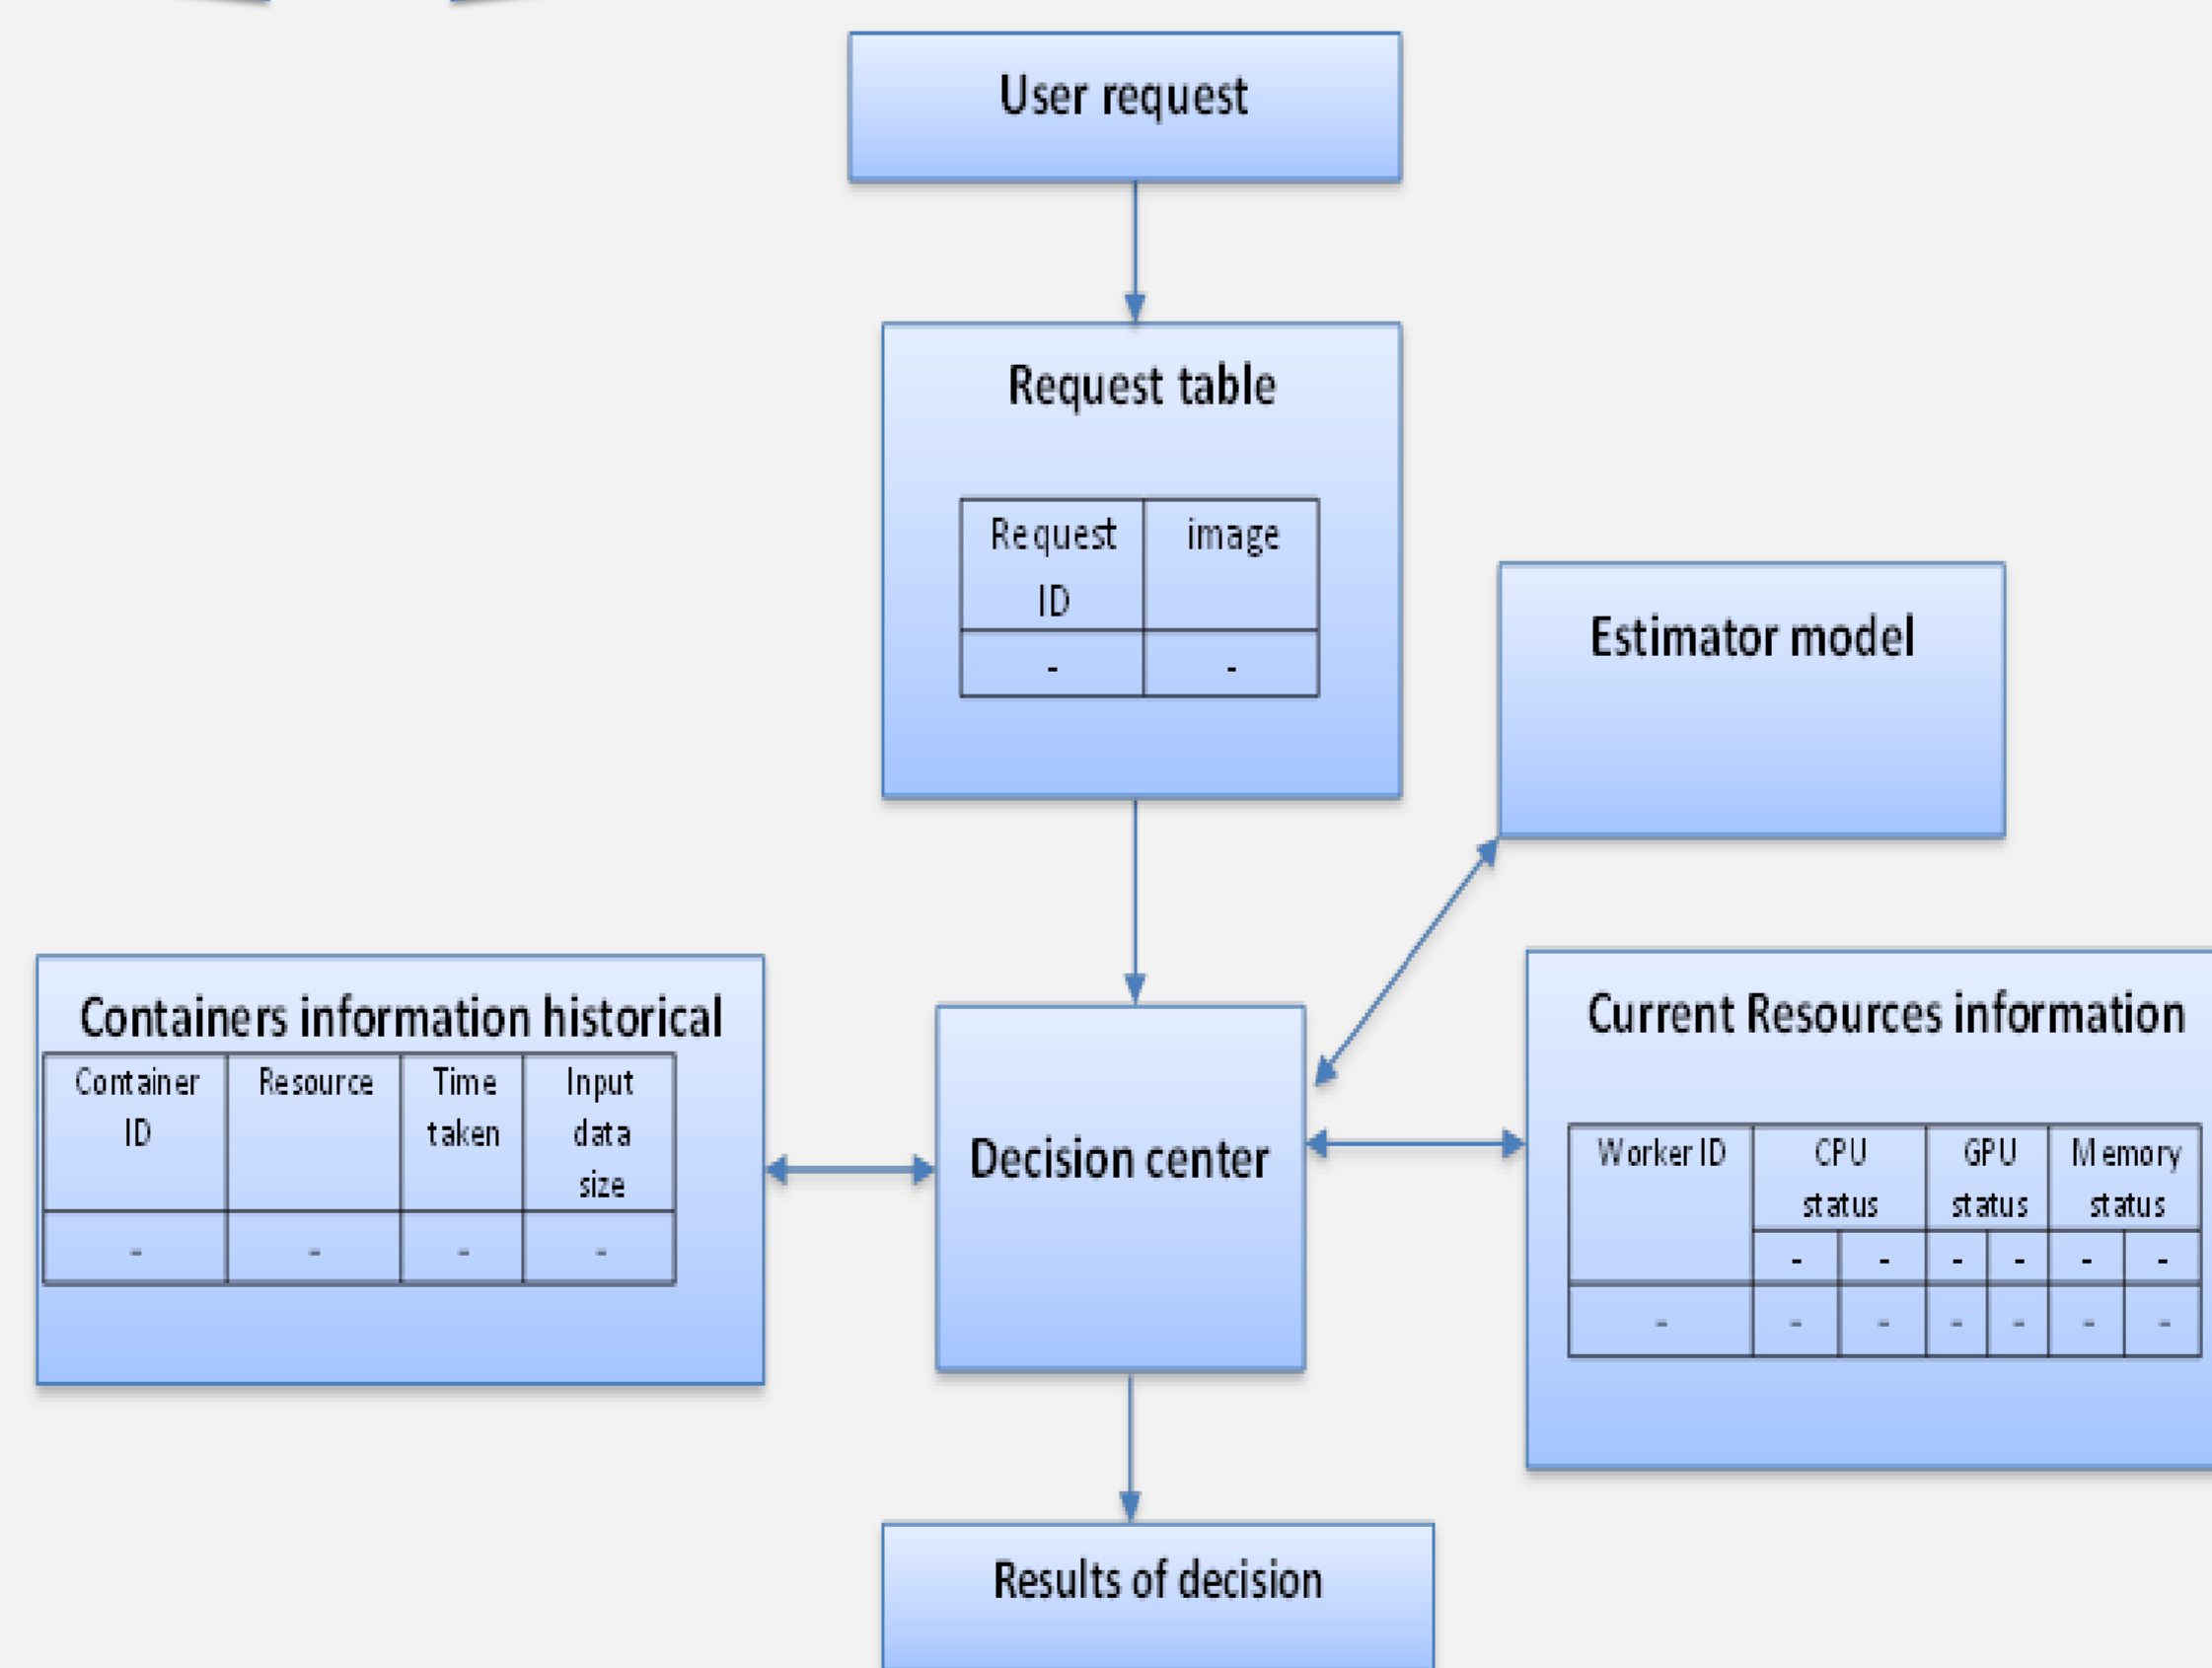 User request
Request table
Request image
ID
- -
Estimator model
Containers information historical
Container Resource Time Input
ID taken data
size
- - - -
Decision center
Current Resources information
Worker ID CPU GPU Memory
status status status
- - - - - -
- - - - - - -
Results of decision